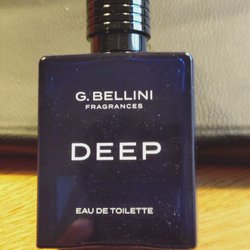 G. BELLINI
FRAGRANCES
DEEP
EAU DE TOILETTE